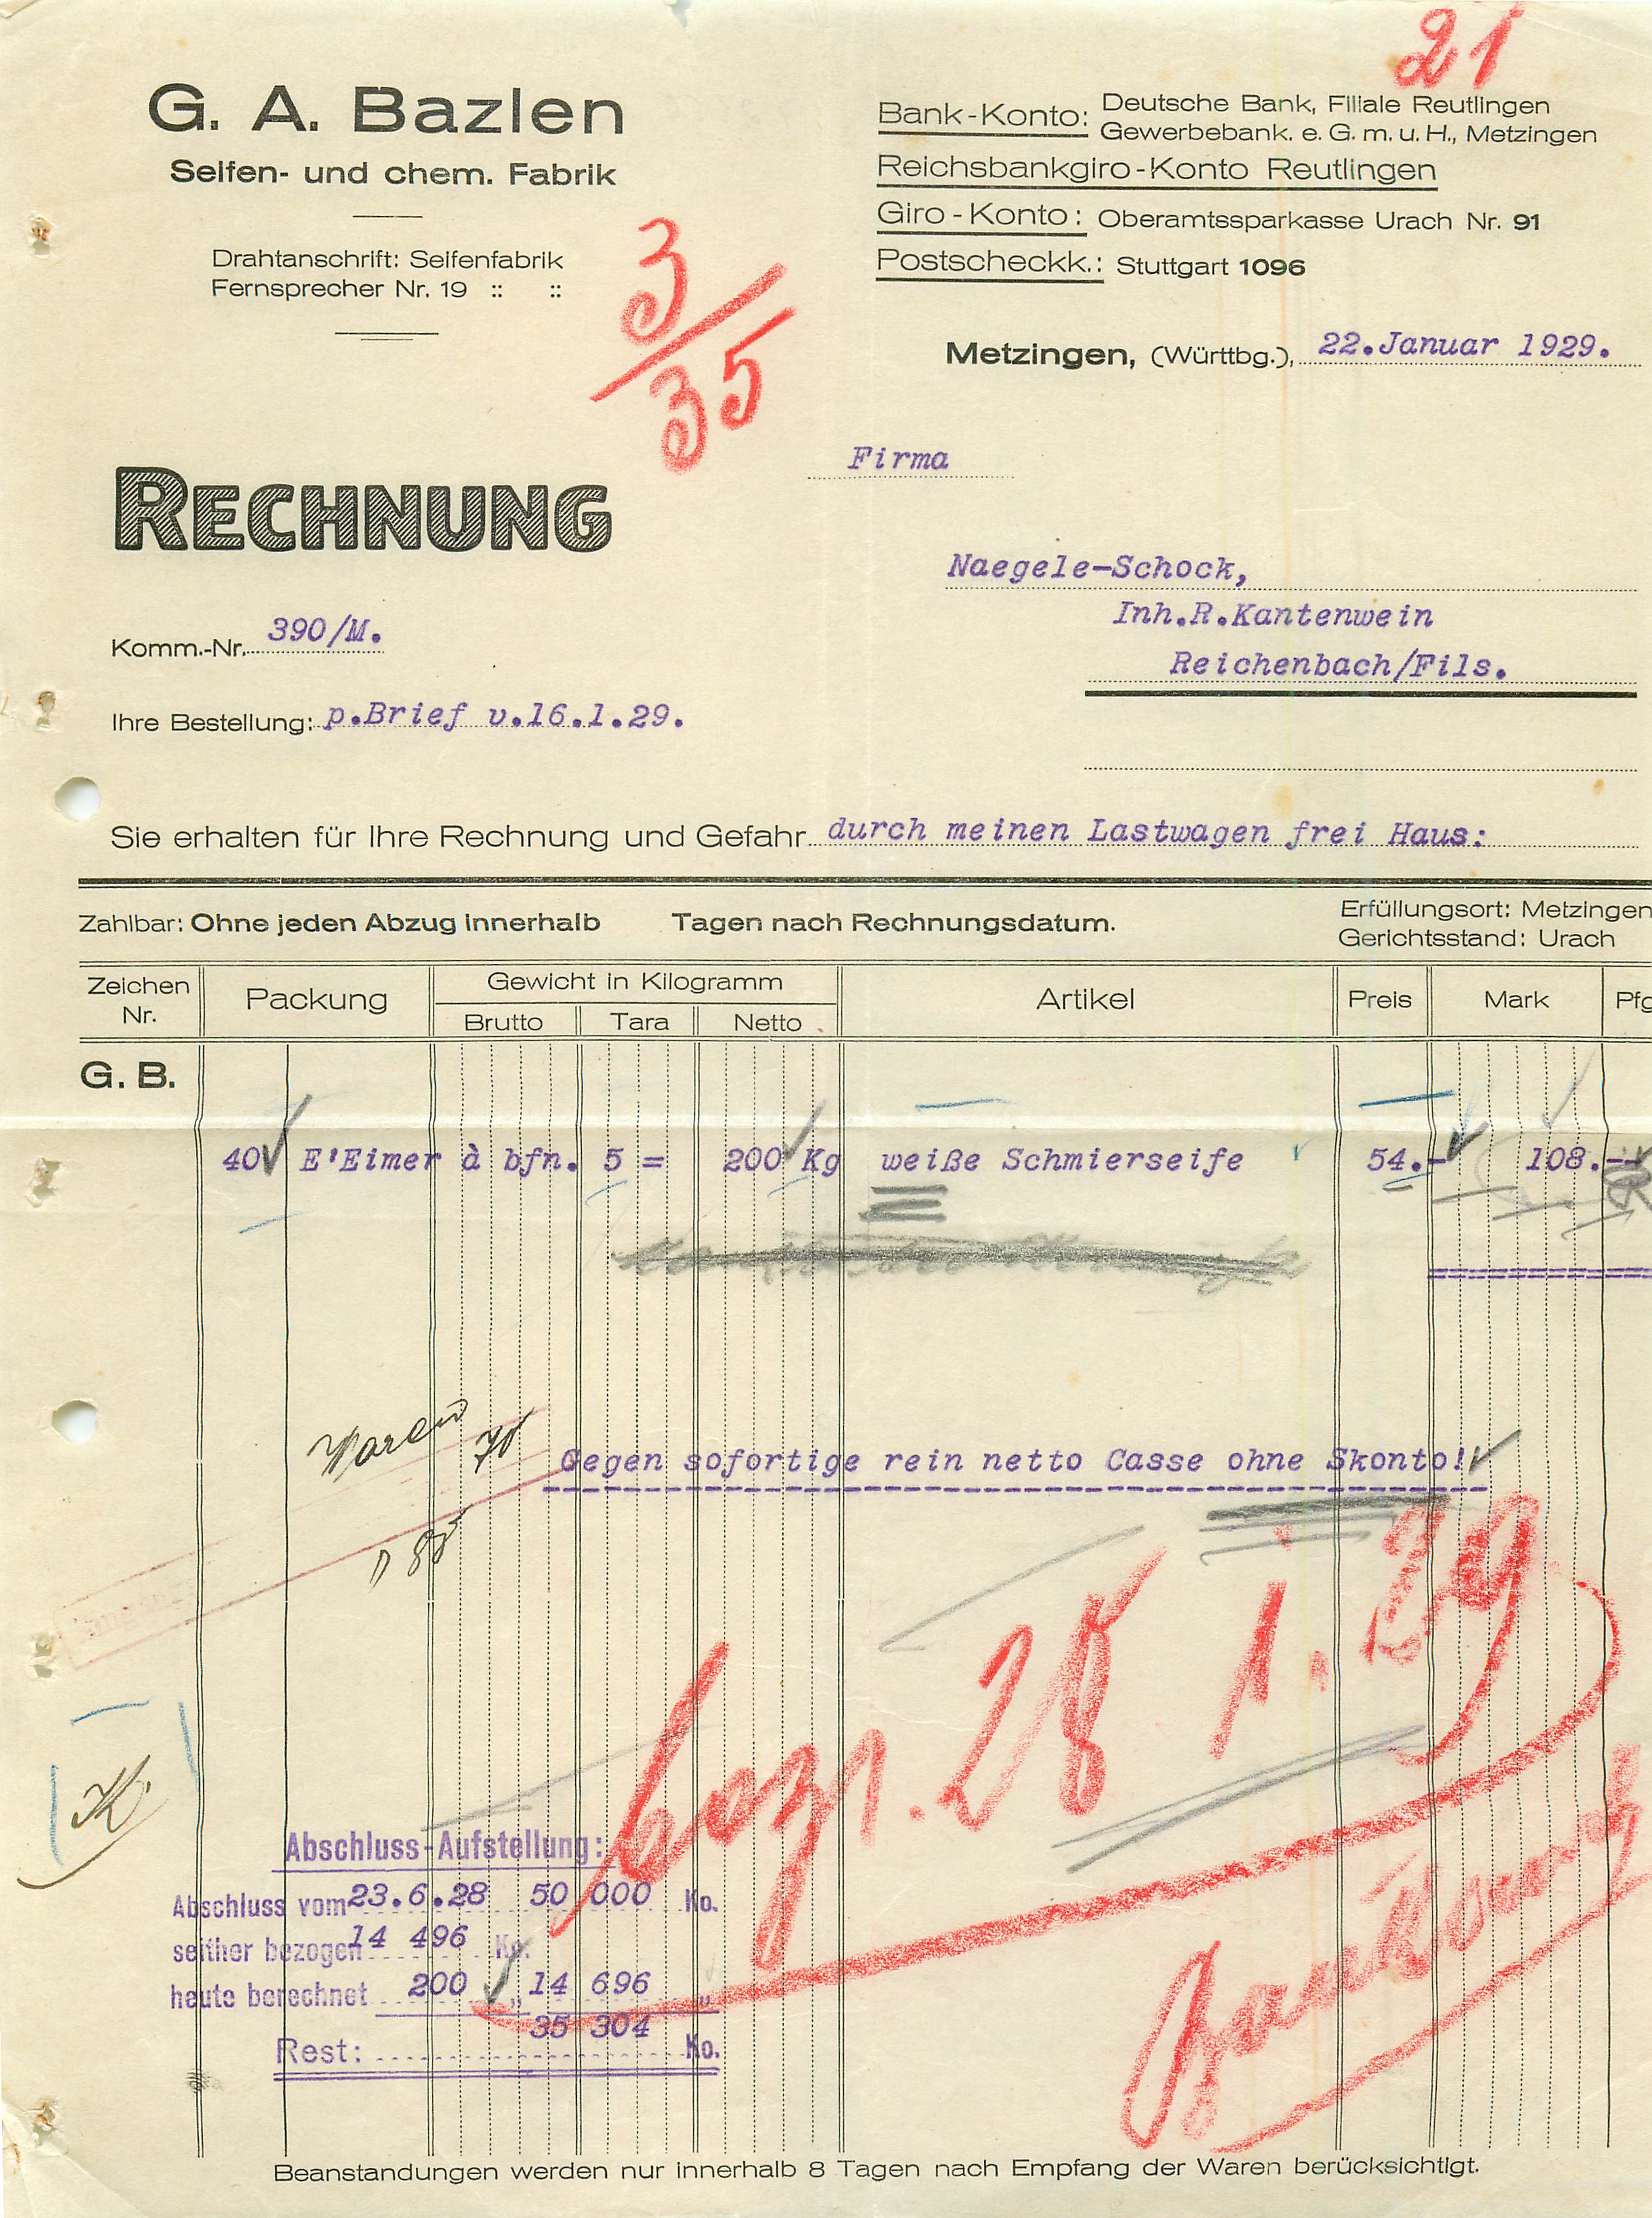 21
G. A. Bazlen
Seifen- und chem. Fabrik
Drahtanschrift: Seifenfabrik
Fernsprecher Nr. 19 :: ::
Bank-Konto: Deutsche Bank, Filiale Reutlingen
Gewerbebank. e. G. m. u. H., Metzingen
Reichsbankgiro-Konto Reutlingen
Giro-Konto: Oberamtssparkasse Urach Nr. 91
Postscheckk.: Stuttgart 1096
3/35
Metzingen, (Württbg.), 22.Januar 1929.
Firma
RECHNUNG
Naegele-Schock,
Inh.R.Kantenwein
Reichenbach/Fils.
Komm.-Nr. 390/M.
Ihre Bestellung: p.Brief v.16.1.29.
Sie erhalten für Ihre Rechnung und Gefahr durch meinen Lastwagen frei Haus:
Zahlbar: Ohne jeden Abzug innerhalb Tagen nach Rechnungsdatum.
Erfüllungsort: Metzingen
Gerichtsstand: Urach
Zeichen Nr. Packung Gewicht in Kilogramm Artikel Preis Mark Pfg
Brutto Tara Netto
G. B.
40 E'Eimer à bfn. 5 = 200 Kg weiße Schmierseife 54.- 108.--
Waren
Gegen sofortige rein netto Casse ohne Skonto!
bez. 28 1. 29
K
Abschluss-Aufstellung:
Abschluss vom 23.6.28 50 000 Ko.
seither bezogen 14 496 Kg.
heute berechnet 200 „ 14 696 „
35 304
Rest: Ko.
Beanstandungen werden nur innerhalb 8 Tagen nach Empfang der Waren berücksichtigt.